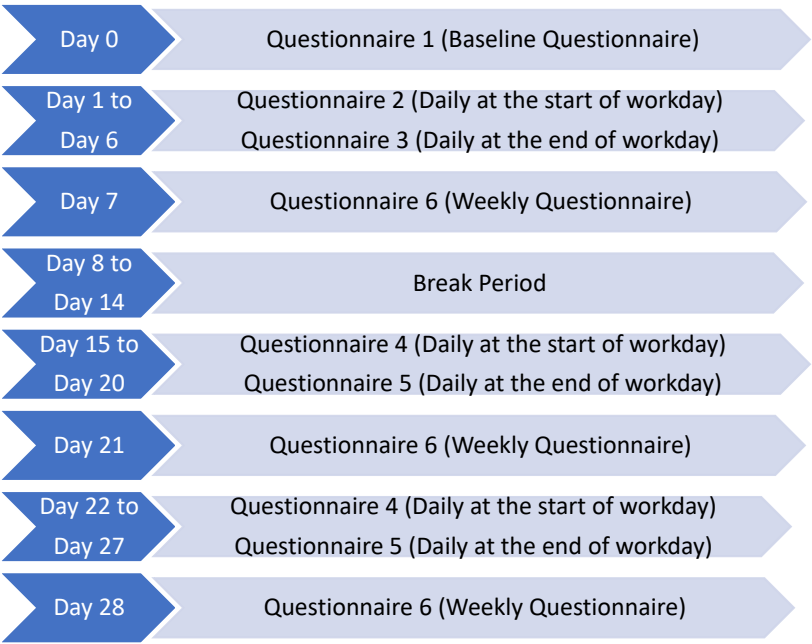 Day 0
Questionnaire 1 (Baseline Questionnaire)
Day 1 to
Day 6
Questionnaire 2 (Daily at the start of workday)
Questionnaire 3 (Daily at the end of workday)
Day 7
Questionnaire 6 (Weekly Questionnaire)
Day 8 to
Day 14
Break Period
Day 15 to
Day 20
Questionnaire 4 (Daily at the start of workday)
Questionnaire 5 (Daily at the end of workday)
Day 21
Questionnaire 6 (Weekly Questionnaire)
Day 22 to
Day 27
Questionnaire 4 (Daily at the start of workday)
Questionnaire 5 (Daily at the end of workday)
Day 28
Questionnaire 6 (Weekly Questionnaire)